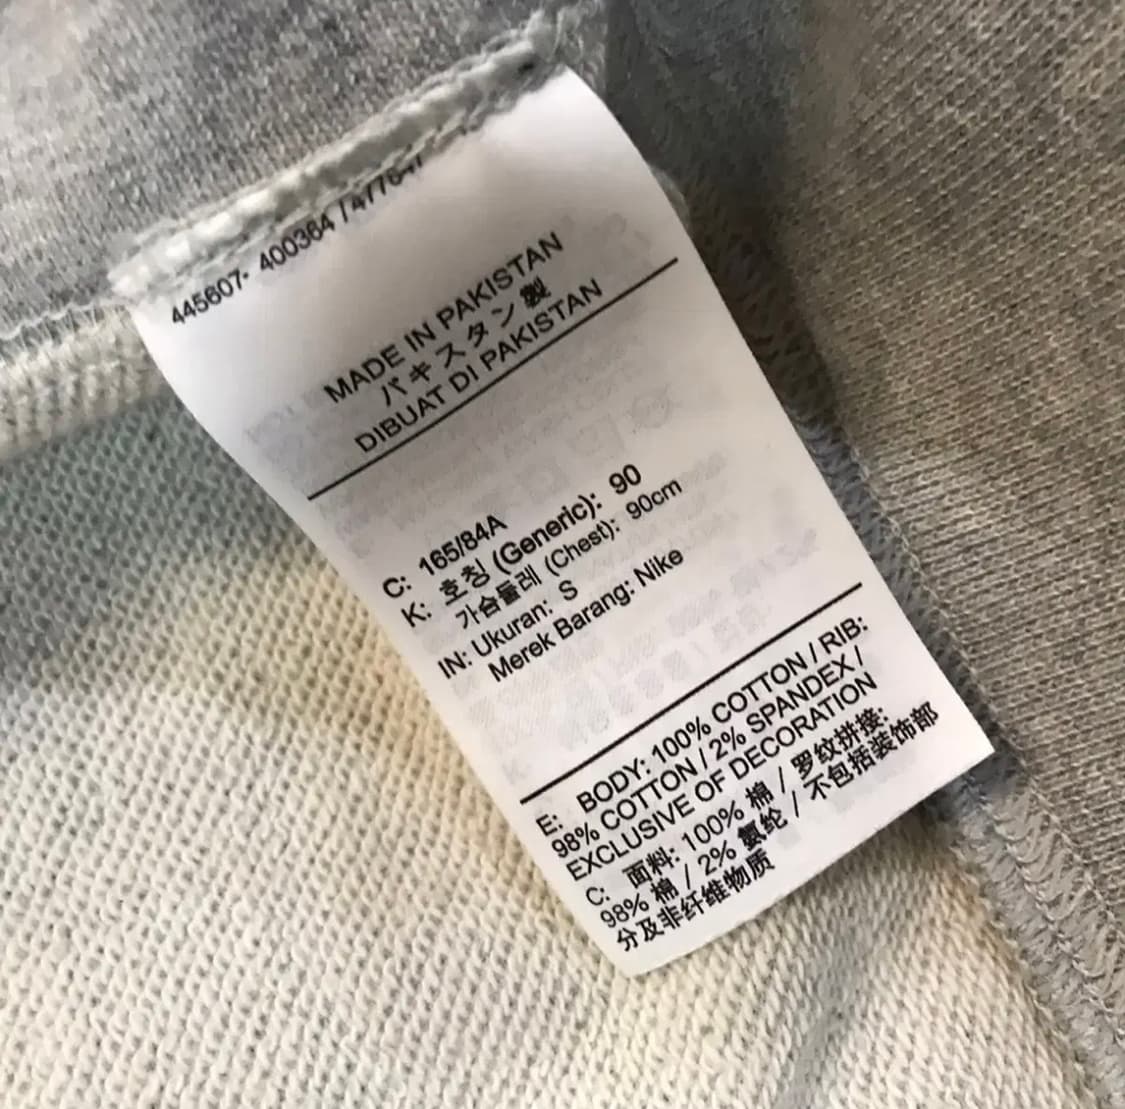 445607- 400364 /
MADE IN PAKISTAN
パキスタン製
DIBUAT DI PAKISTAN
C: 165/84A
K: 호칭 (Generic): 90
가슴둘레 (Chest): 90cm
IN: Ukuran: S
Merek Barang: Nike
E: BODY: 100% COTTON / RIB:
98% COTTON / 2% SPANDEX /
EXCLUSIVE OF DECORATION
C: 面料: 100% 棉 / 罗纹拼接:
98% 棉 / 2% 氨纶 / 不包括装饰部
分及非纤维物质